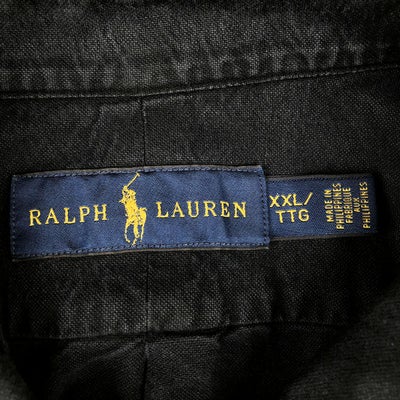 RALPH LAUREN
XXL/
TTG
MADE IN
PHILIPPINES
FABRIQUÉ
AUX
PHILIPPINES